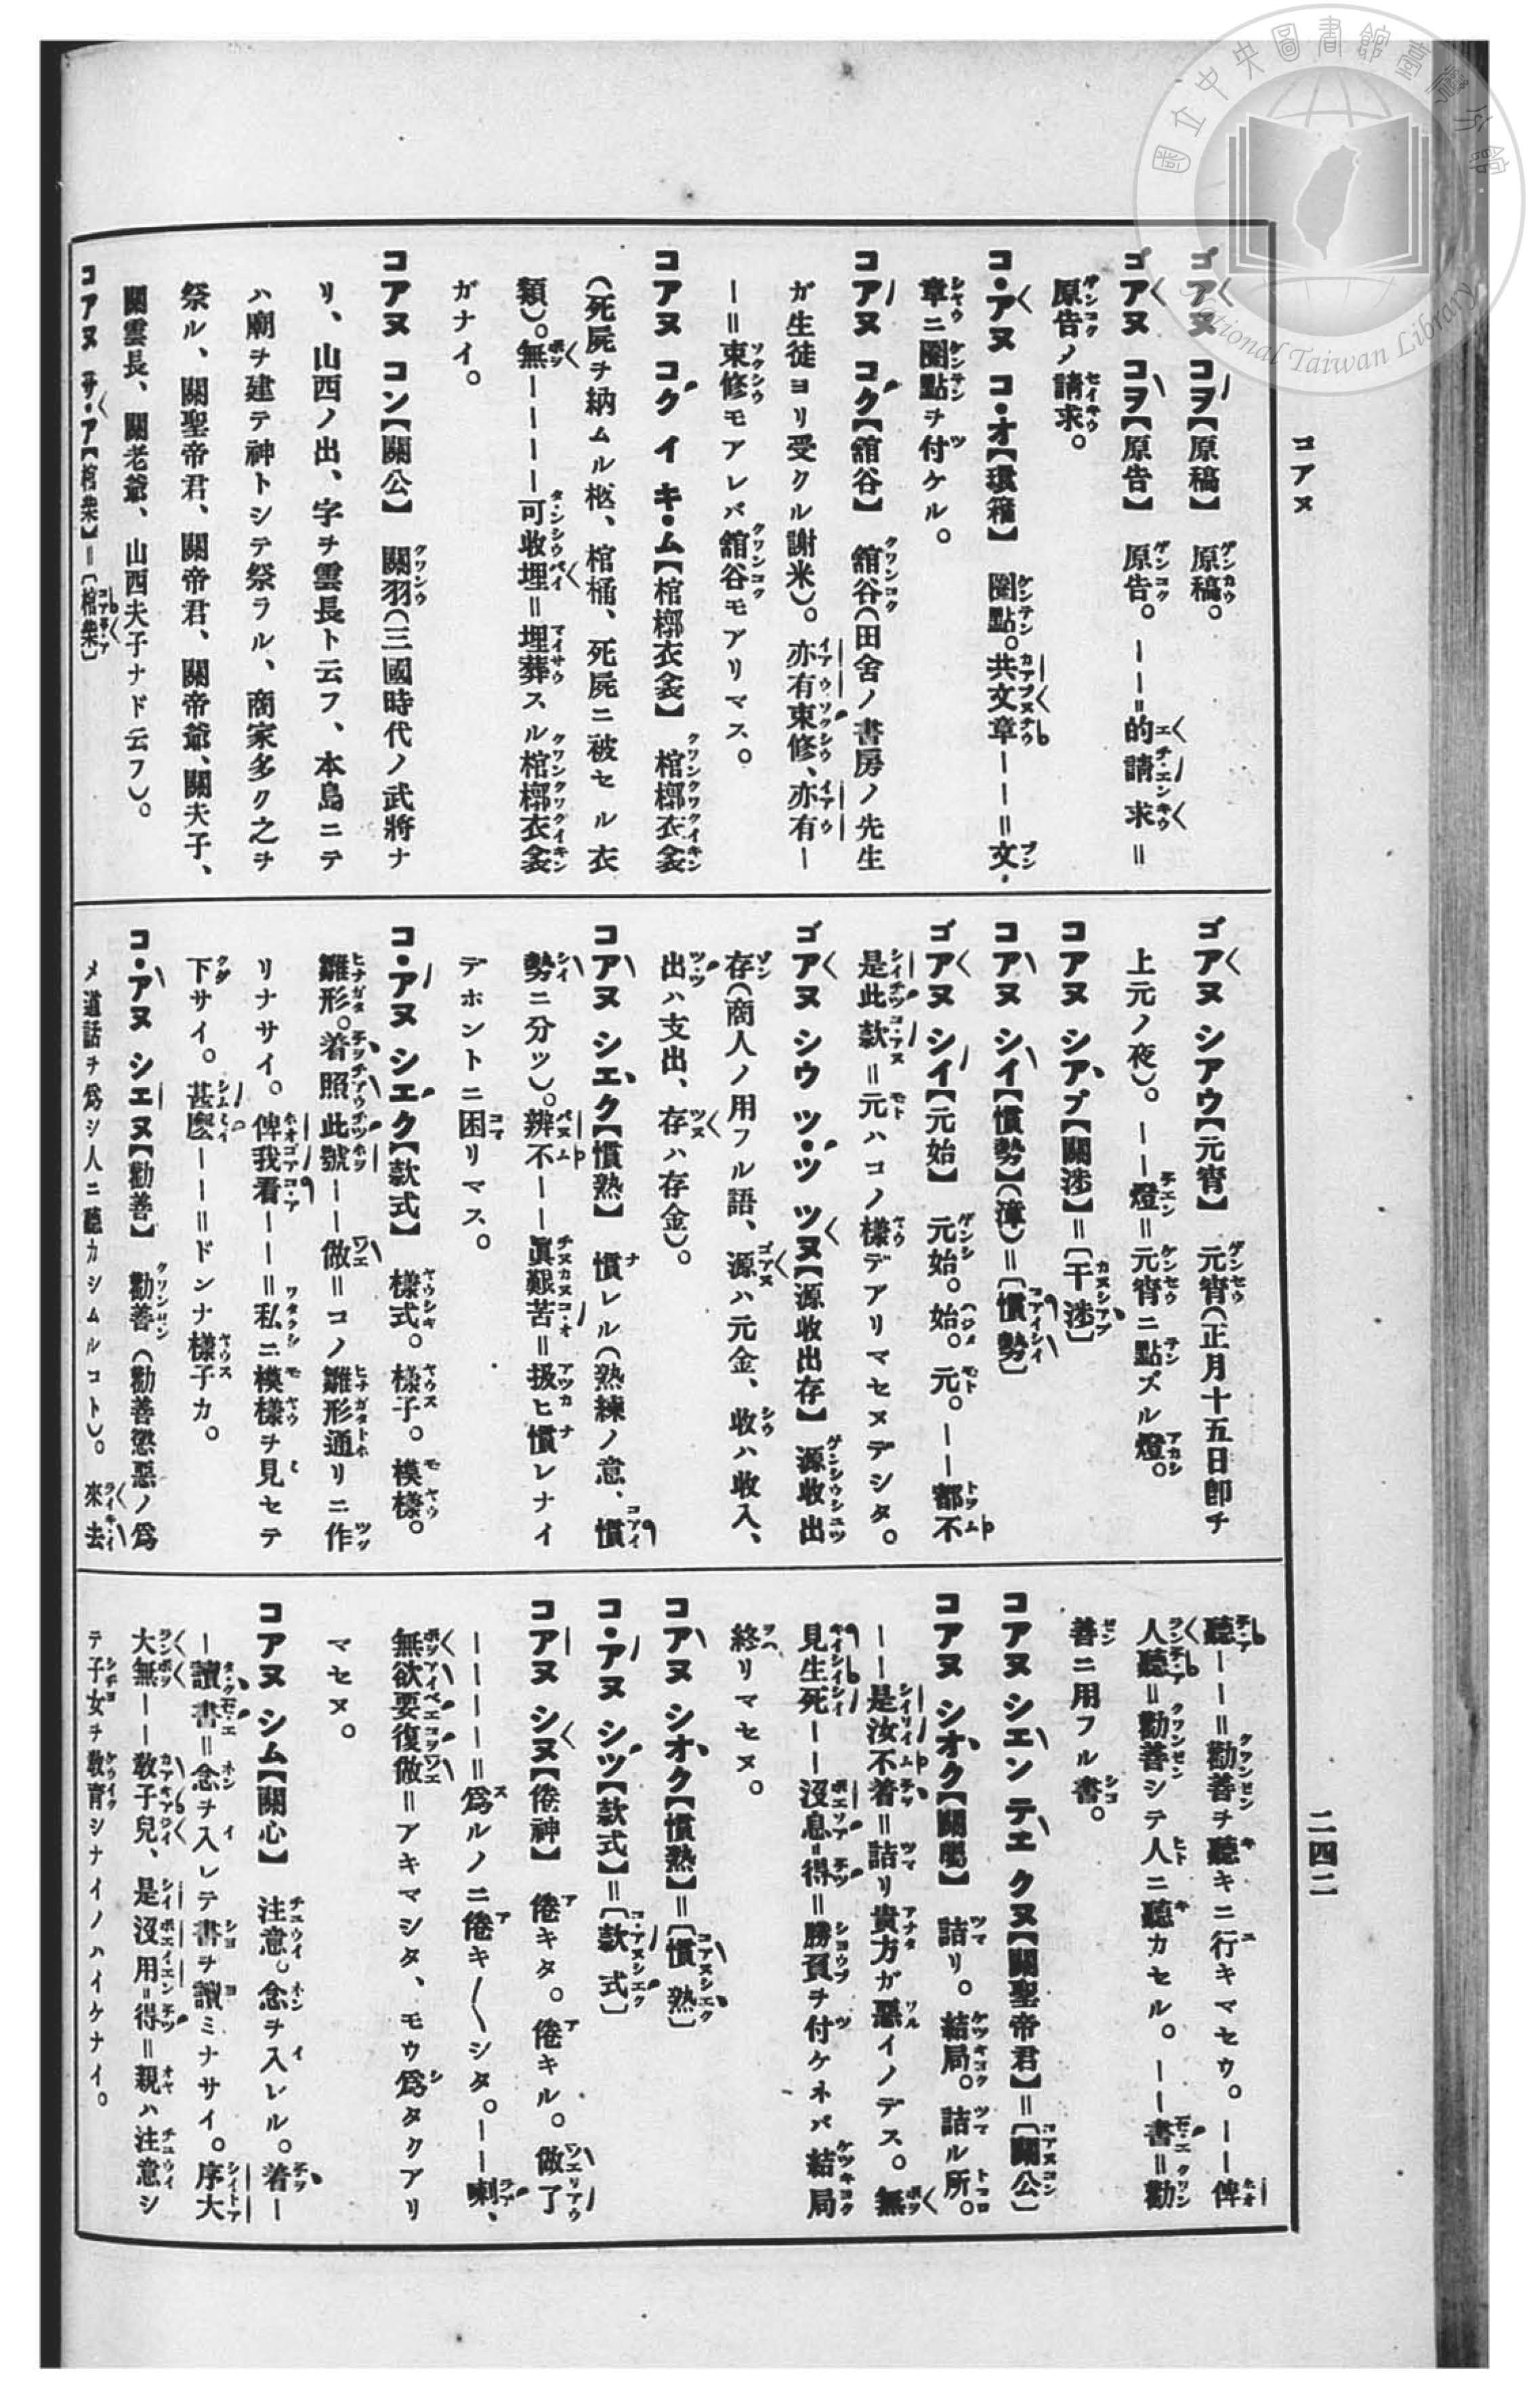 コアヌ
二四二
ゴアヌ コヲ【原稿】 原稿。
ゴアヌ コヲ【原告】 原告。――=的請求=
原告ノ請求。
コ・アヌ コ・オ【環箍】 圈點。共文章――=文
章ニ圈點ヲ付ケル。
コアヌ コク【舘谷】 舘谷(田舍ノ書房ノ先生
ガ生徒ヨリ受クル謝米)。亦有束修、亦有―
―=束修モアレバ舘谷モアリマス。
コアヌ コク イ キ・ム【棺槨衣衾】 棺槨衣衾
(死屍ヲ納ムル柩、棺桶、死屍ニ被セル衣
類)。無――――可收埋=埋葬スル棺槨衣衾
ガナイ。
コアヌ コン【關公】 關羽(三國時代ノ武將ナ
リ、山西ノ出、字ヲ雲長ト云フ、本島ニテ
ハ廟ヲ建テ神トシテ祭ラル、商家多ク之ヲ
祭ル、關聖帝君、關帝君、關帝爺、關夫子、
關雲長、關老爺、山西夫子ナド云フ)。
コアヌ サ・ア【棺柴】=〔棺柴〕
ゴアヌ シアウ【元宵】 元宵(正月十五日卽チ
上元ノ夜)。――燈=元宵ニ點ズル燈。
コアヌ シアプ【關涉】=〔干涉〕
コアヌ シイ【慣勢】(漳)=〔慣勢〕
ゴアヌ シイ【元始】 元始。始。元。――都不
是此款=元ハコノ樣デアリマセヌデシタ。
ゴアヌ シウ ツ・ツ ツヌ【源收出存】 源收出
存(商人ノ用フル語、源ハ元金、收ハ收入、
出ハ支出、存ハ存金)。
コアヌ シエク【慣熟】 慣レル(熟練ノ意、慣
勢ニ分ツ)。辨不――眞艱苦=扱ヒ慣レナイ
デホントニ困リマス。
コ・アヌ シエク【款式】 樣式。樣子。模樣。
雛形。着照此號――做=コノ雛形通リニ作
リナサイ。俾我看――=私ニ模樣ヲ見セテ
下サイ。甚麽――=ドンナ樣子カ。
コ・アヌ シエヌ【勸善】 勸善(勸善懲惡ノ爲
メ道話ヲ爲シ人ニ聽カシムルコト)。來去
聽――=勸善ヲ聽キニ行キマセウ。――俾
人聽=勸善シテ人ニ聽カセル。――書=勸
善ニ用フル書。
コアヌ シエン テエ クヌ【關聖帝君】=〔關公〕
コアヌ シオク【關屬】 詰リ。結局。詰ル所。
――是汝不着=詰リ貴方ガ惡イノデス。無
見生死――沒息得=勝負ヲ付ケネバ結局
終リマセヌ。
コアヌ シオク【慣熟】=〔慣熟〕
コ・アヌ シツ【款式】=〔款式〕
コアヌ シヌ【倦神】 倦キタ。倦キル。做了
――――=爲ルノニ倦キ〱シタ。――喇、
無欲要復做=アキマシタ、モウ爲タクアリ
マセヌ。
コアヌ シム【關心】 注意。念ヲ入レル。着―
―讀書=念ヲ入レテ書ヲ讀ミナサイ。序大
大無――敎子兒、是沒用得=親ハ注意シ
テ子女ヲ敎育シナイノハイケナイ。
國立中央圖書館臺灣分館
National Taiwan Library